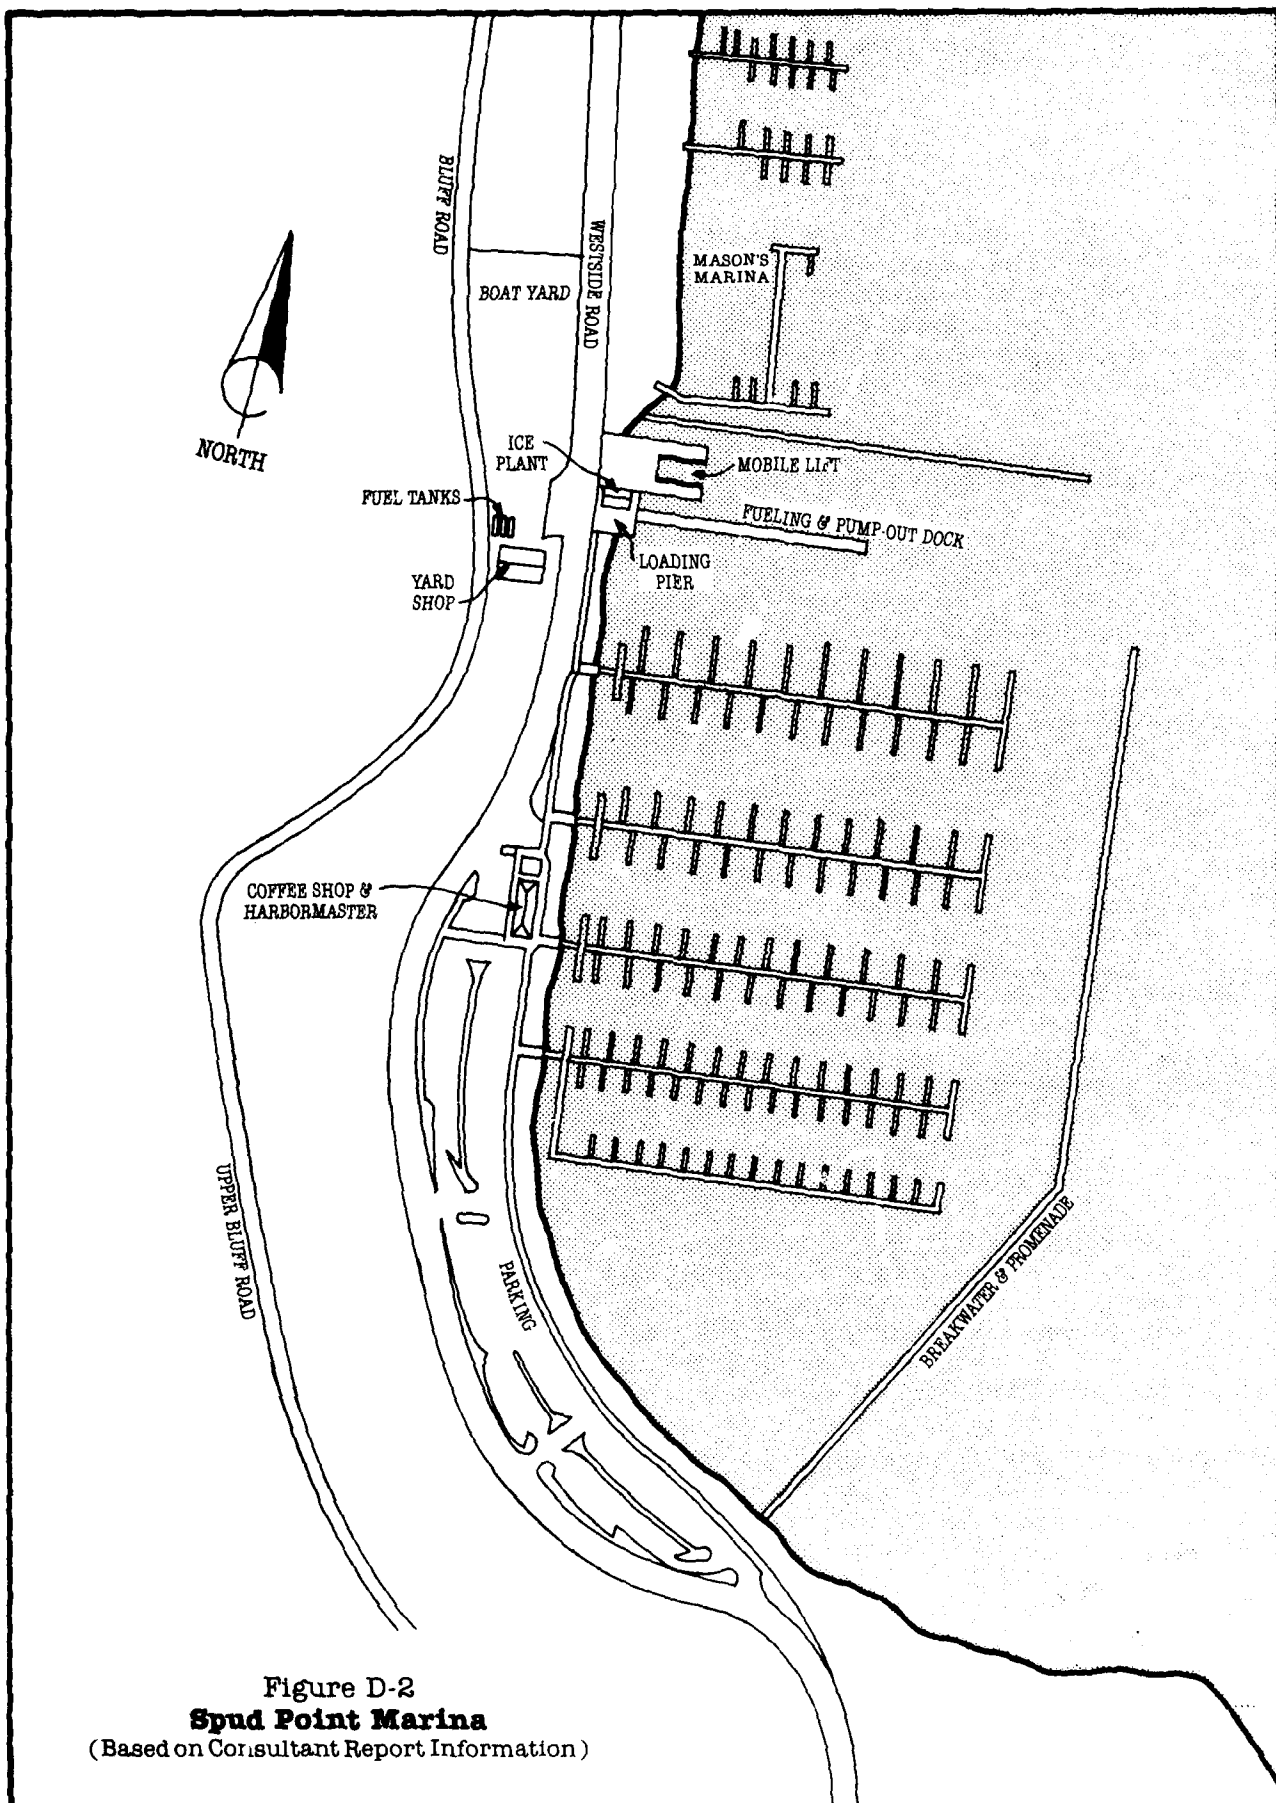 BLUFF ROAD
WESTSIDE ROAD
MASON'S
MARINA
BOAT YARD
NORTH
ICE
PLANT
MOBILE LIFT
FUEL TANKS
FUELING & PUMP-OUT DOCK
LOADING
PIER
YARD
SHOP
COFFEE SHOP &
HARBORMASTER
UPPER BLUFF ROAD
PARKING
BREAKWATER & PROMENADE
Figure D-2
Spud Point Marina
(Based on Consultant Report Information)